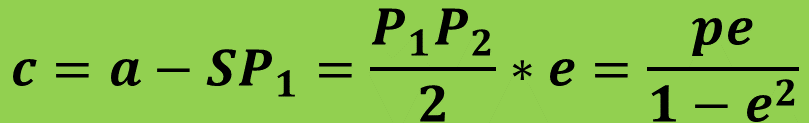 c = a − SP₁ = P₁P₂/2 * e = pe/(1 − e²)